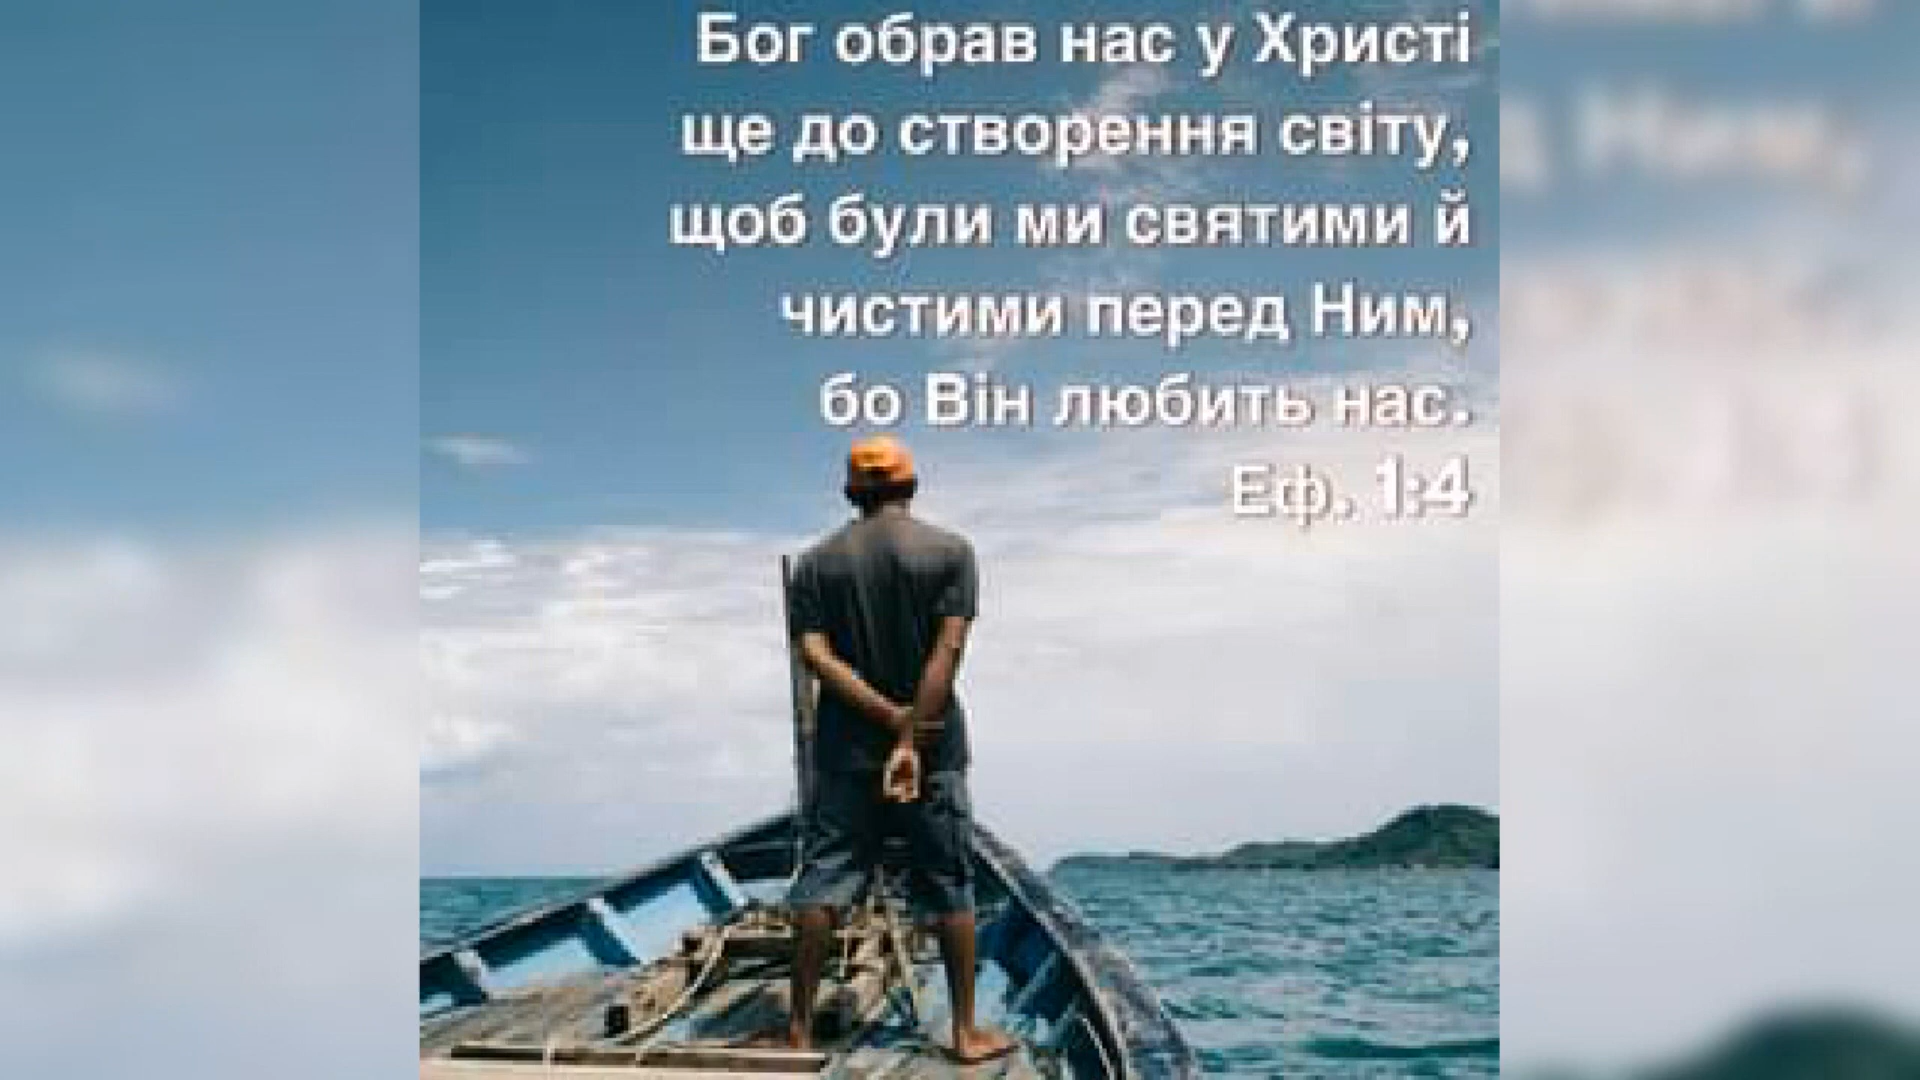 Бог обрав нас у Христі
ще до створення світу,
щоб були ми святими й
чистими перед Ним,
бо Він любить нас.
Еф. 1:4